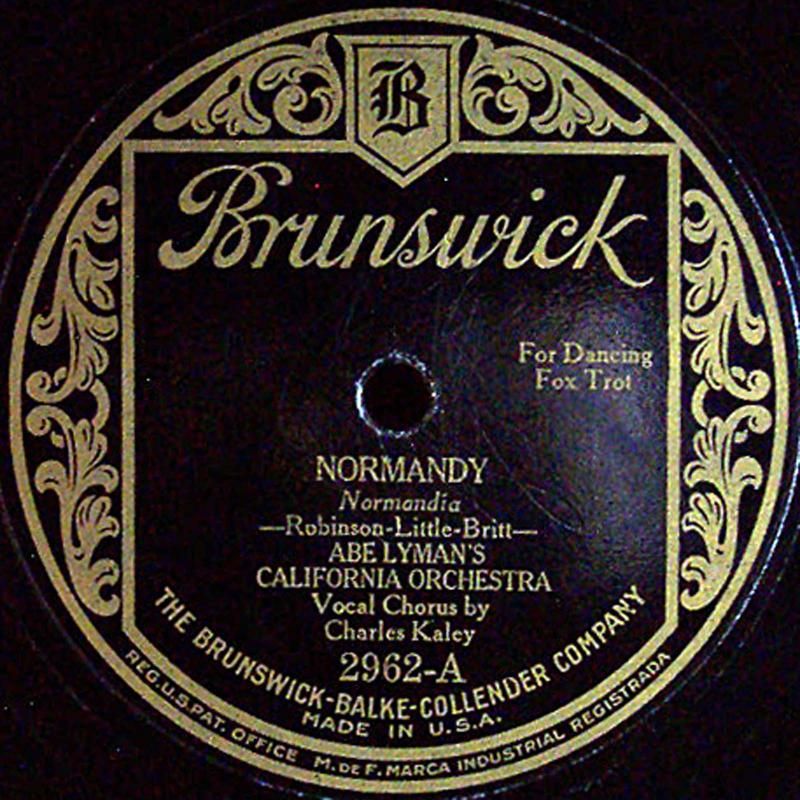 B
Brunswick
For Dancing
Fox Trot
NORMANDY
Normandia
—Robinson-Little-Britt—
ABE LYMAN'S
CALIFORNIA ORCHESTRA
Vocal Chorus by
Charles Kaley
2962-A
THE BRUNSWICK-BALKE-COLLENDER COMPANY
MADE IN U.S.A.
REG.U.S.PAT. OFFICE M. DE F. MARCA INDUSTRIAL REGISTRADA